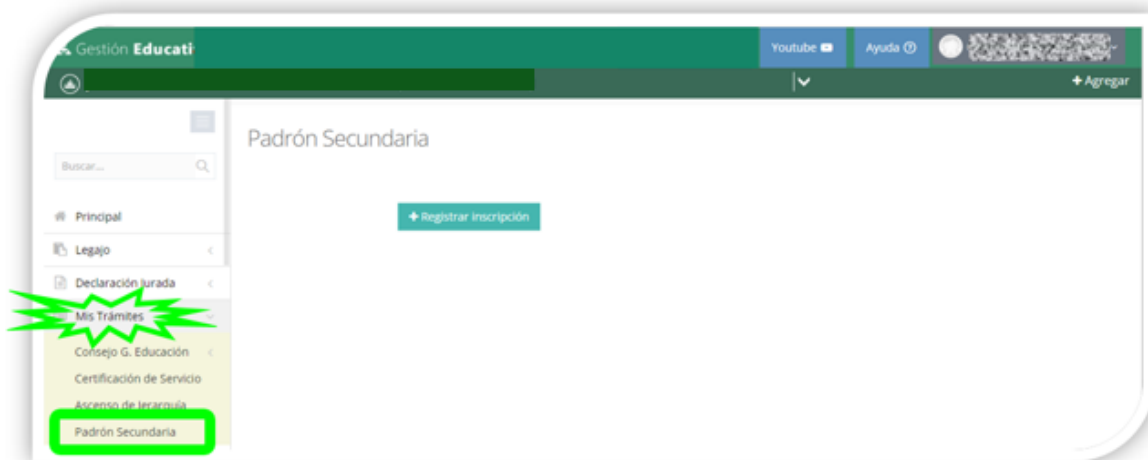 Gestión Educati
Youtube
Ayuda
Agregar
Padrón Secundaria
Buscar...
+ Registrar inscripción
Principal
Legajo
Declaración Jurada
Mis Trámites
Consejo G. Educación
Certificación de Servicio
Ascenso de Jerarquía
Padrón Secundaria